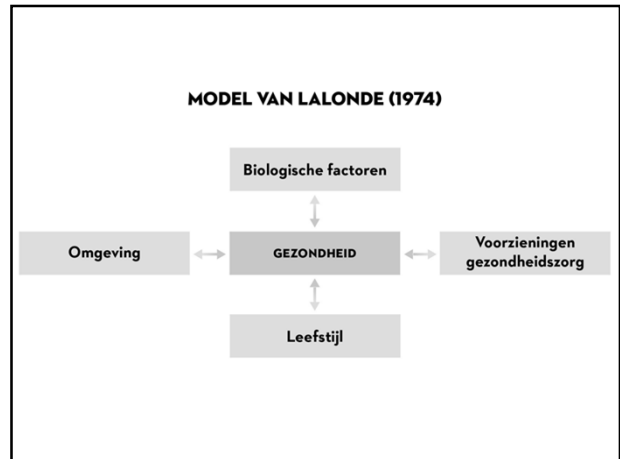 MODEL VAN LALONDE (1974)
Biologische factoren
Omgeving
GEZONDHEID
Voorzieningen
gezondheidszorg
Leefstijl